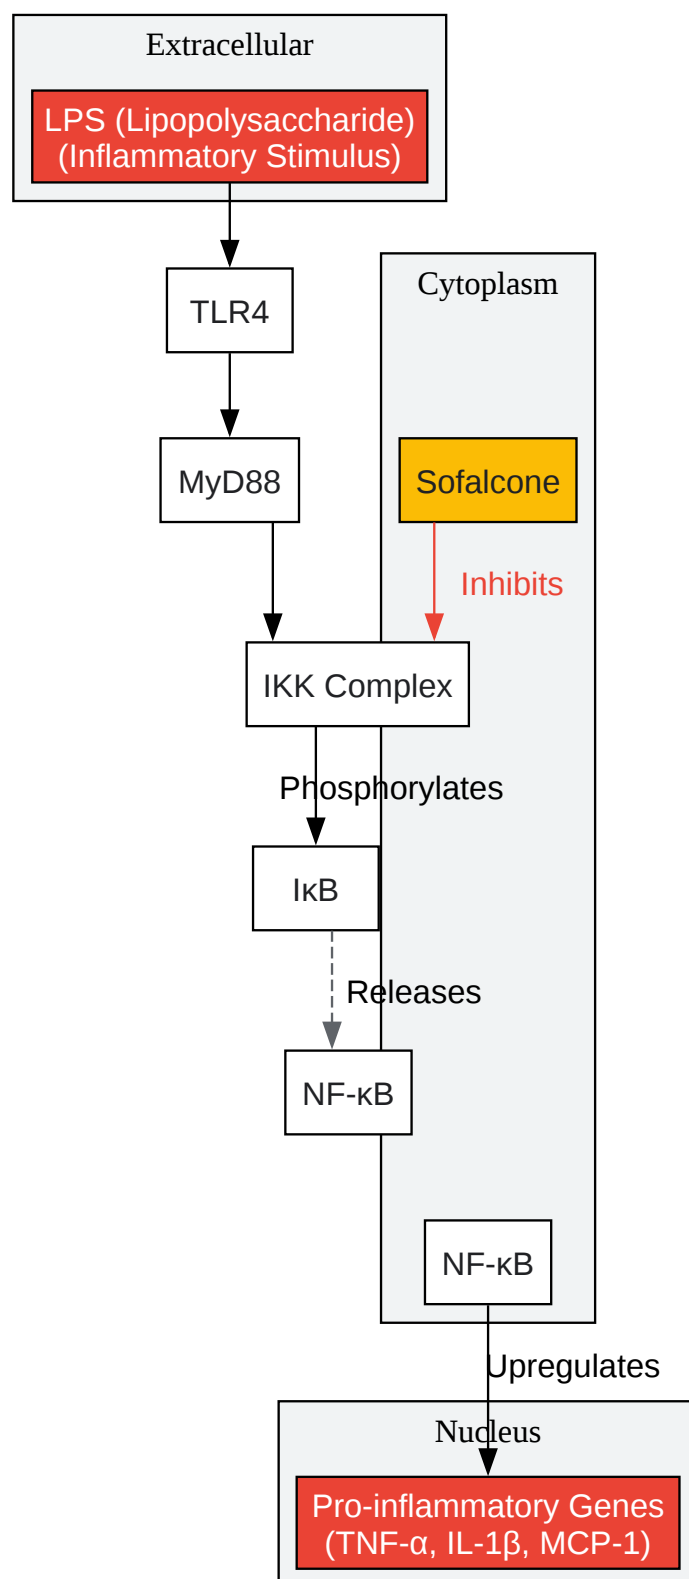 Extracellular
LPS (Lipopolysaccharide)
(Inflammatory Stimulus)
TLR4
Cytoplasm
MyD88
Sofalcone
Inhibits
IKK Complex
Phosphorylates
IκB
Releases
NF-κB
NF-κB
Upregulates
Nucleus
Pro-inflammatory Genes
(TNF-α, IL-1β, MCP-1)